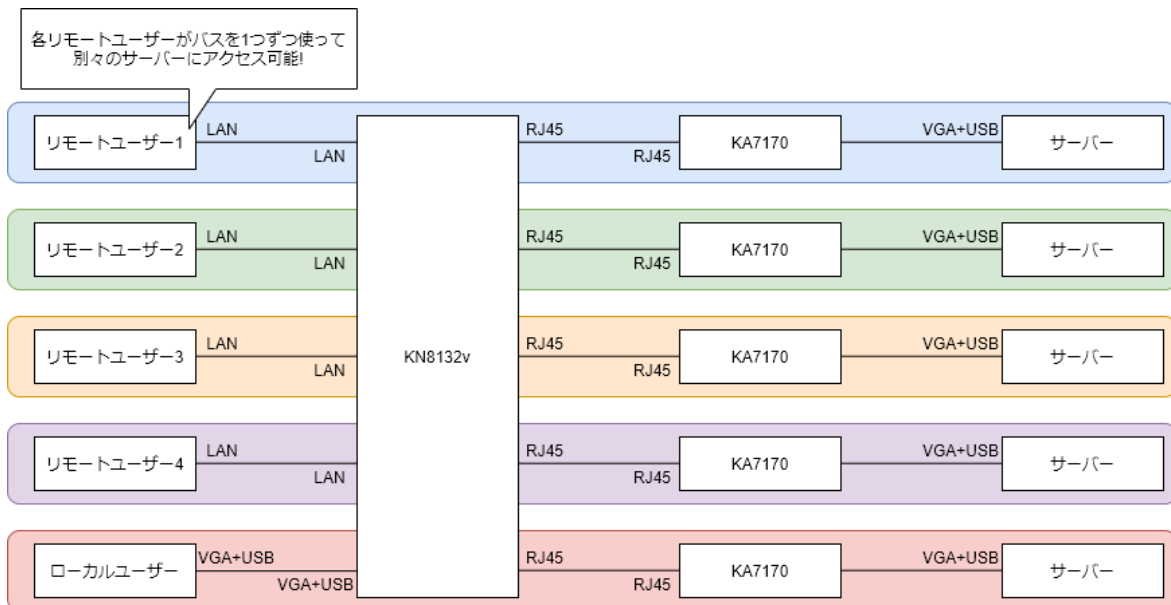 各リモートユーザーがバスを1つずつ使って
別々のサーバーにアクセス可能!
リモートユーザー1
LAN
LAN
RJ45
RJ45
KA7170
VGA+USB
サーバー
リモートユーザー2
LAN
LAN
RJ45
RJ45
KA7170
VGA+USB
サーバー
リモートユーザー3
LAN
LAN
KN8132v
RJ45
RJ45
KA7170
VGA+USB
サーバー
リモートユーザー4
LAN
LAN
RJ45
RJ45
KA7170
VGA+USB
サーバー
ローカルユーザー
VGA+USB
VGA+USB
RJ45
RJ45
KA7170
VGA+USB
サーバー